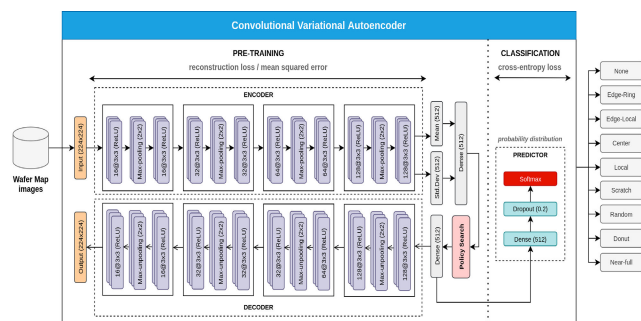 Convolutional Variational Autoencoder
PRE-TRAINING
reconstruction loss / mean squared error
CLASSIFICATION
cross-entropy loss
ENCODER
Wafer Map
images
Input (224x224)
16@3x3 (ReLU)
Max-pooling (2x2)
16@3x3 (ReLU)
32@3x3 (ReLU)
Max-pooling (2x2)
32@3x3 (ReLU)
64@3x3 (ReLU)
Max-pooling (2x2)
64@3x3 (ReLU)
128@3x3 (ReLU)
Max-pooling (2x2)
128@3x3 (ReLU)
Mean (512)
Std.Dev (512)
Dense (512)
Output (224x224)
16@3x3 (ReLU)
Max-unpooling (2x2)
16@3x3 (ReLU)
32@3x3 (ReLU)
Max-unpooling (2x2)
32@3x3 (ReLU)
32@3x3 (ReLU)
Max-unpooling (2x2)
64@3x3 (ReLU)
128@3x3 (ReLU)
Max-unpooling (2x2)
128@3x3 (ReLU)
Dense (512)
Policy Search
DECODER
probability distribution
PREDICTOR
Softmax
Dropout (0.2)
Dense (512)
None
Edge-Ring
Edge-Local
Center
Local
Scratch
Random
Donut
Near-full